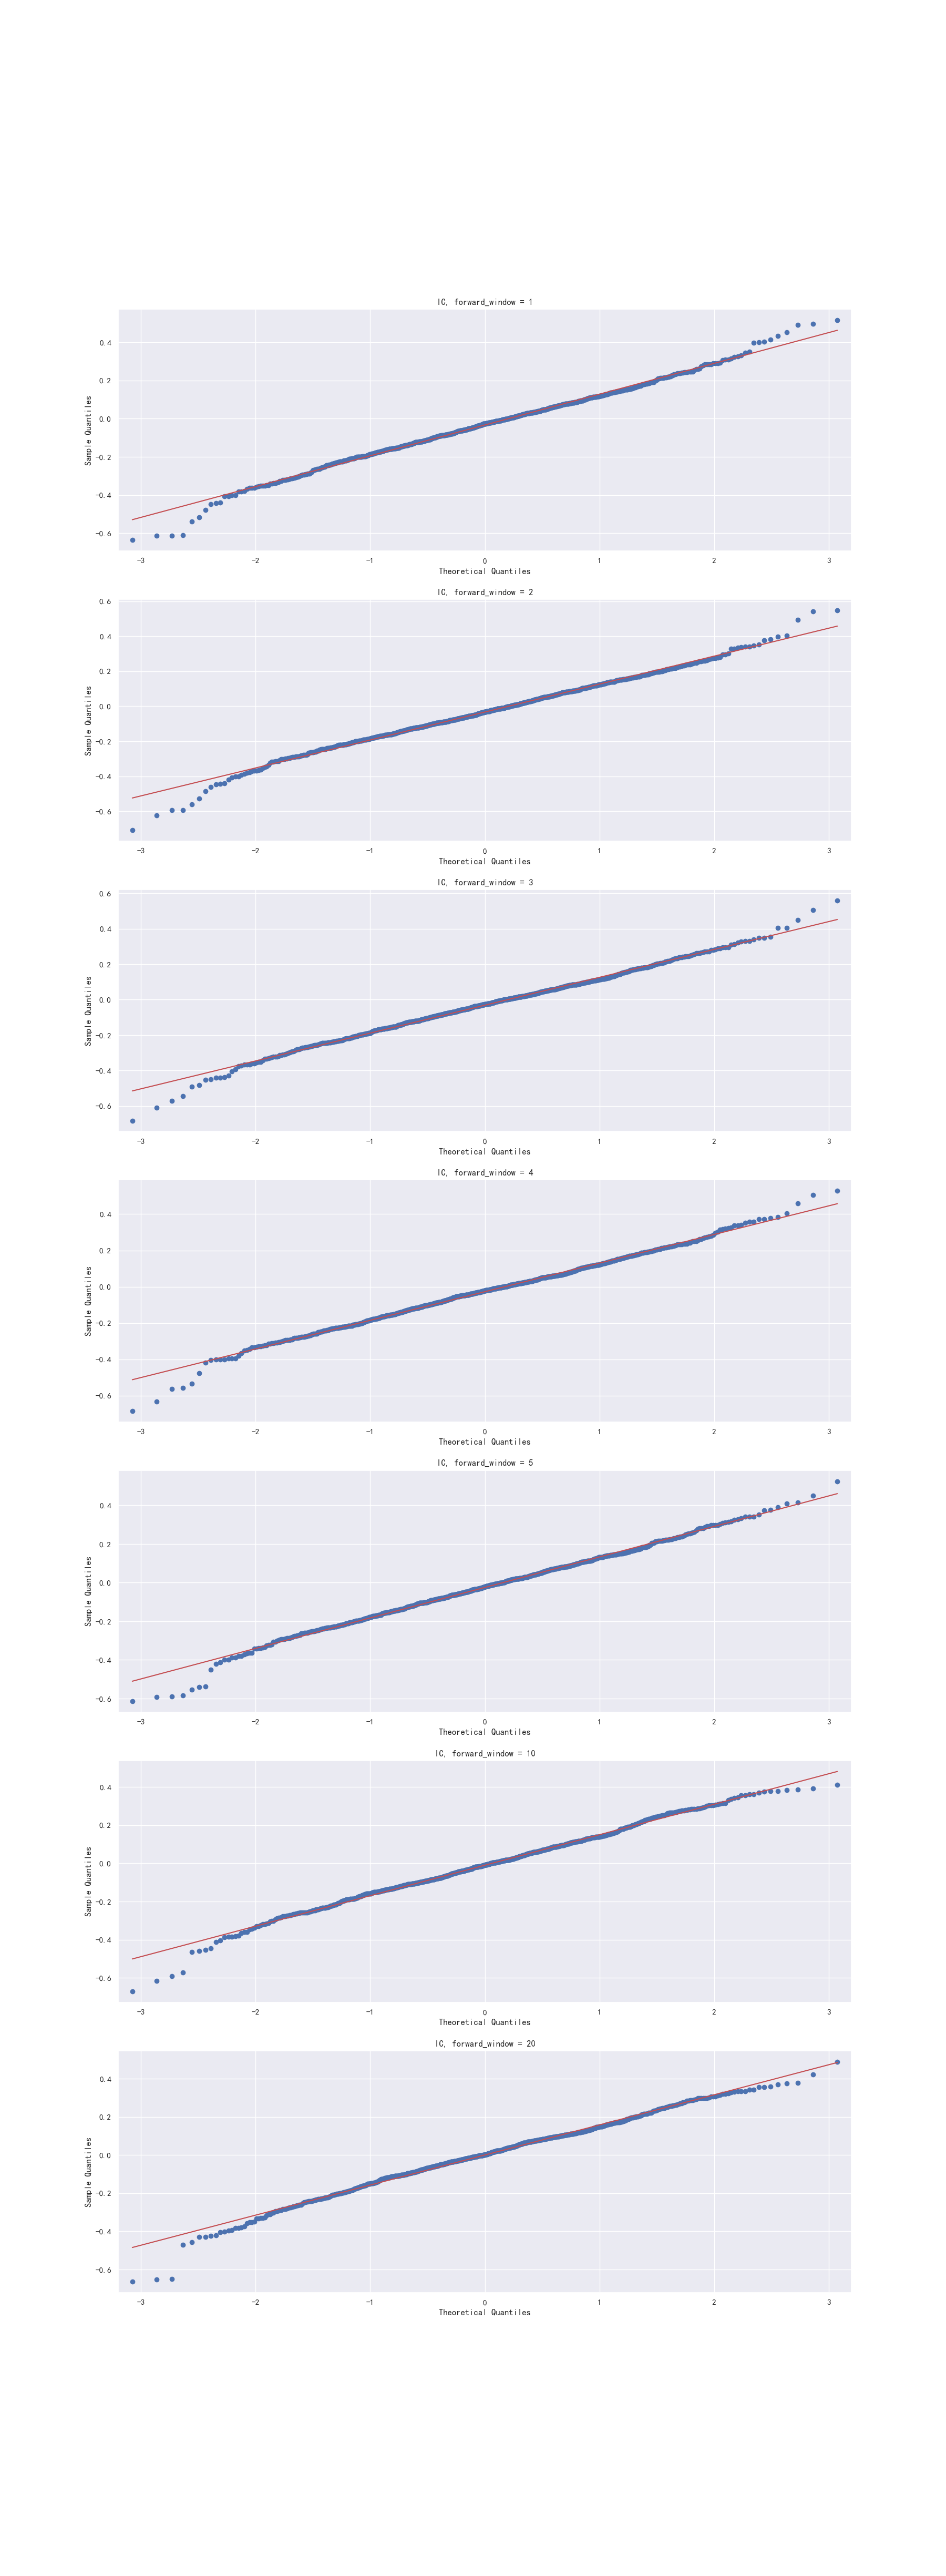 IC, forward_window = 1
0.4
0.2
0.0
-0.2
-0.4
-0.6
Sample Quantiles
-3 -2 -1 0 1 2 3
Theoretical Quantiles
IC, forward_window = 2
0.6
0.4
0.2
0.0
-0.2
-0.4
-0.6
Sample Quantiles
-3 -2 -1 0 1 2 3
Theoretical Quantiles
IC, forward_window = 3
0.6
0.4
0.2
0.0
-0.2
-0.4
-0.6
Sample Quantiles
-3 -2 -1 0 1 2 3
Theoretical Quantiles
IC, forward_window = 4
0.4
0.2
0.0
-0.2
-0.4
-0.6
Sample Quantiles
-3 -2 -1 0 1 2 3
Theoretical Quantiles
IC, forward_window = 5
0.4
0.2
0.0
-0.2
-0.4
-0.6
Sample Quantiles
-3 -2 -1 0 1 2 3
Theoretical Quantiles
IC, forward_window = 10
0.4
0.2
0.0
-0.2
-0.4
-0.6
Sample Quantiles
-3 -2 -1 0 1 2 3
Theoretical Quantiles
IC, forward_window = 20
0.4
0.2
0.0
-0.2
-0.4
-0.6
Sample Quantiles
-3 -2 -1 0 1 2 3
Theoretical Quantiles